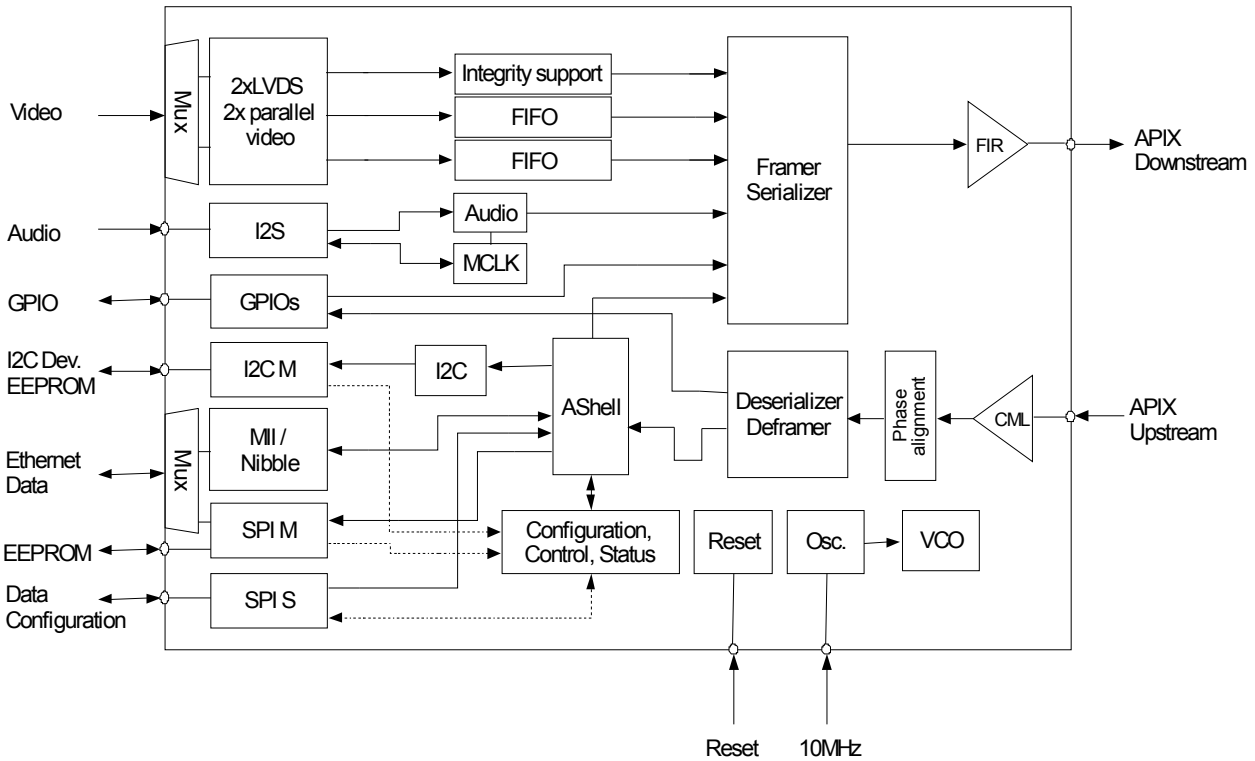 Video
Mux
2xLVDS
2x parallel
video
Integrity support
FIFO
FIFO
Framer
Serializer
FIR
APIX
Downstream
Audio
I2S
Audio
MCLK
GPIO
GPIOs
I2C Dev.
EEPROM
I2C M
I2C
AShell
Deserializer
Deframer
Phase
alignment
CML
APIX
Upstream
Ethernet
Data
Mux
MII /
Nibble
EEPROM
SPI M
Configuration,
Control, Status
Reset
Osc.
VCO
Data
Configuration
SPI S
Reset
10MHz